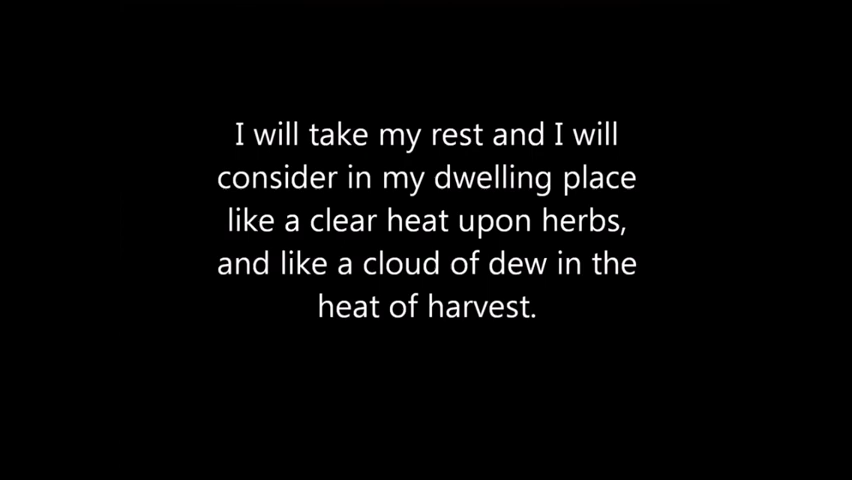 I will take my rest and I will
consider in my dwelling place
like a clear heat upon herbs,
and like a cloud of dew in the
heat of harvest.